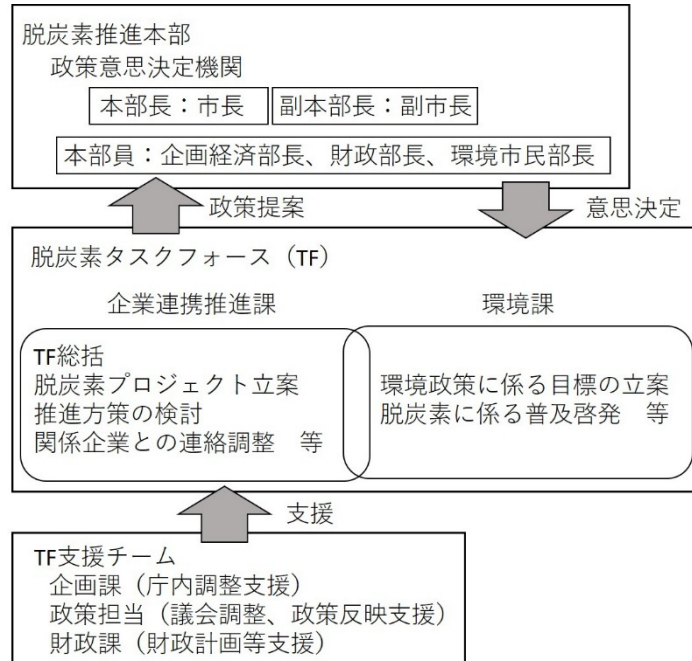 脱炭素推進本部
政策意思決定機関
本部長：市長
副本部長：副市長
本部員：企画経済部長、財政部長、環境市民部長
政策提案
意思決定
脱炭素タスクフォース（TF）
企業連携推進課
環境課
TF総括
脱炭素プロジェクト立案
推進方策の検討
関係企業との連絡調整　等
環境政策に係る目標の立案
脱炭素に係る普及啓発　等
支援
TF支援チーム
企画課（庁内調整支援）
政策担当（議会調整、政策反映支援）
財政課（財政計画等支援）